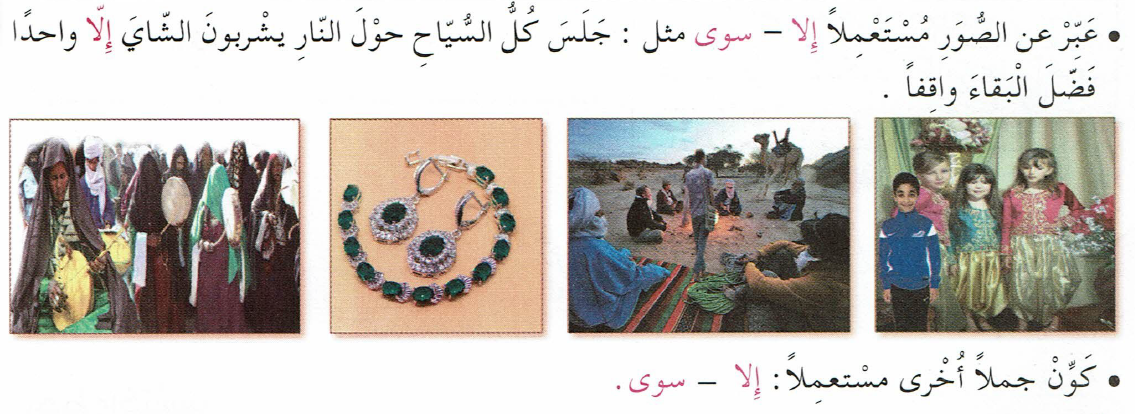 • عَبِّرْ عن الصُّوَرِ مُسْتَعْمِلاً إِلا – سوى مثل : جَلَسَ كُلُّ السُّيّاحِ حوْلَ النّارِ يشْربونَ الشّايَ إِلّا واحدًا
فَضّلَ الْبَقاءَ واقِفاً .
• كَوِّنْ جملاً أُخْرى مسْتعمِلاً : إِلا – سوى .